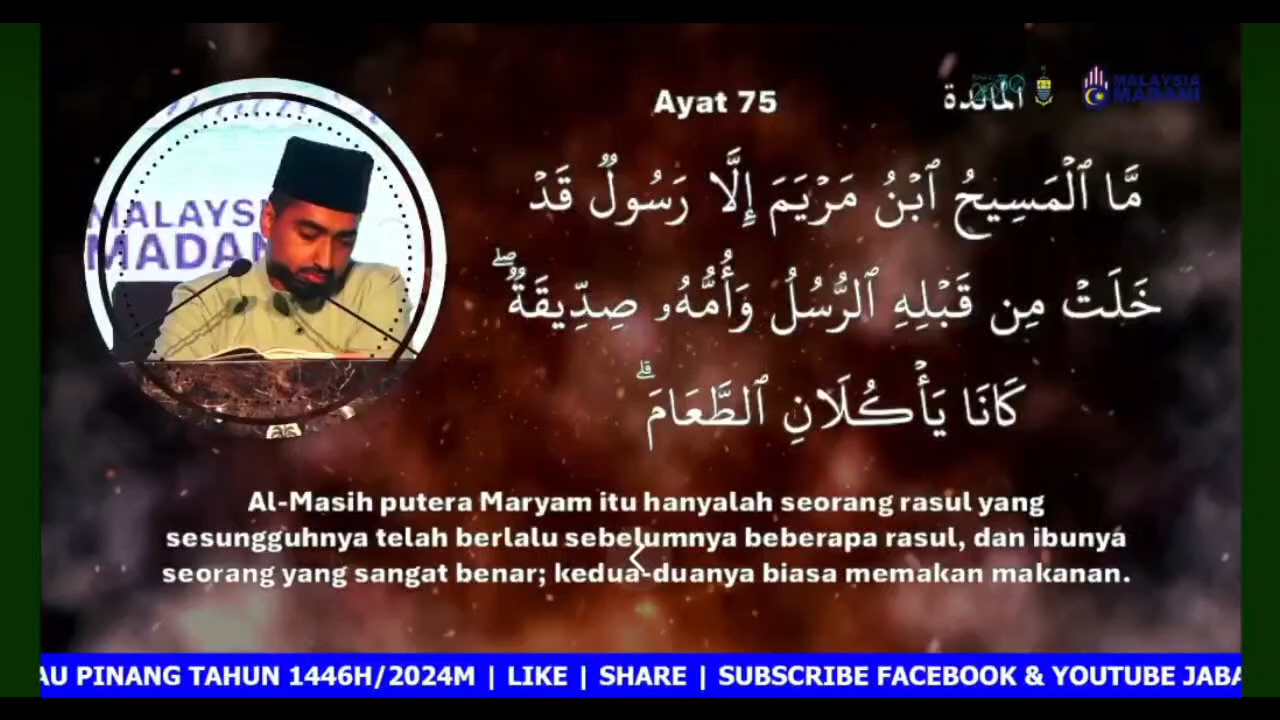 Ayat 75
المائدة
MALAYSIA
MADANI
MALAYSI
MADAN
مَّا ٱلْمَسِيحُ ٱبْنُ مَرْيَمَ إِلَّا رَسُولٌ قَدْ
خَلَتْ مِن قَبْلِهِ ٱلرُّسُلُ وَأُمُّهُۥ صِدِّيقَةٌ ۖ
كَانَا يَأْكُلَانِ ٱلطَّعَامَ ۗ
Al-Masih putera Maryam itu hanyalah seorang rasul yang
sesungguhnya telah berlalu sebelumnya beberapa rasul, dan ibunya
seorang yang sangat benar; kedua-duanya biasa memakan makanan.
AU PINANG TAHUN 1446H/2024M | LIKE | SHARE | SUBSCRIBE FACEBOOK & YOUTUBE JABA